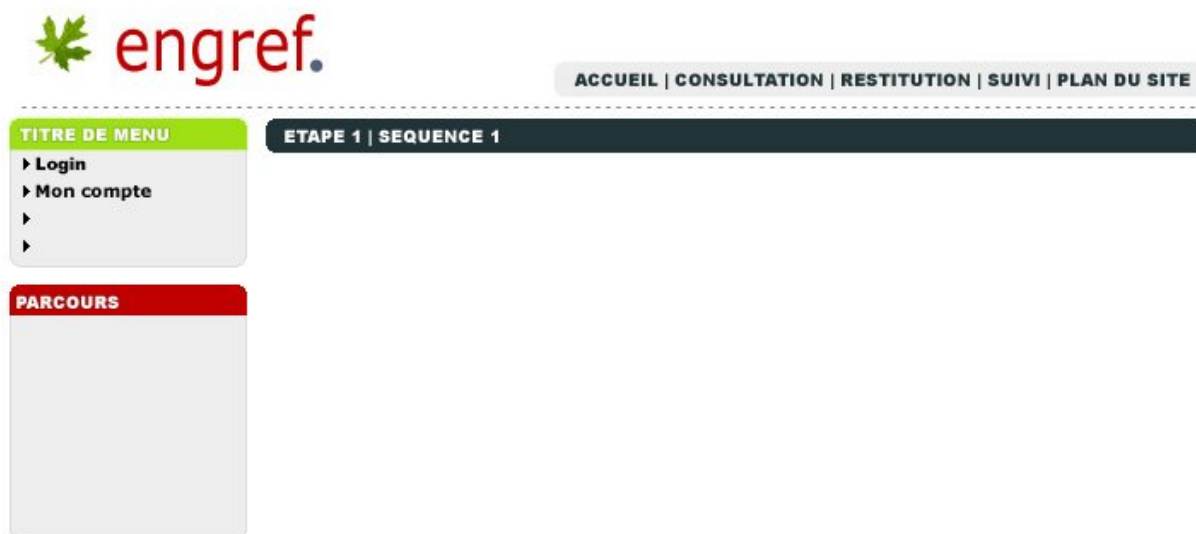 engref.
ACCUEIL | CONSULTATION | RESTITUTION | SUIVI | PLAN DU SITE
TITRE DE MENU
Login
Mon compte
PARCOURS
ETAPE 1 | SEQUENCE 1